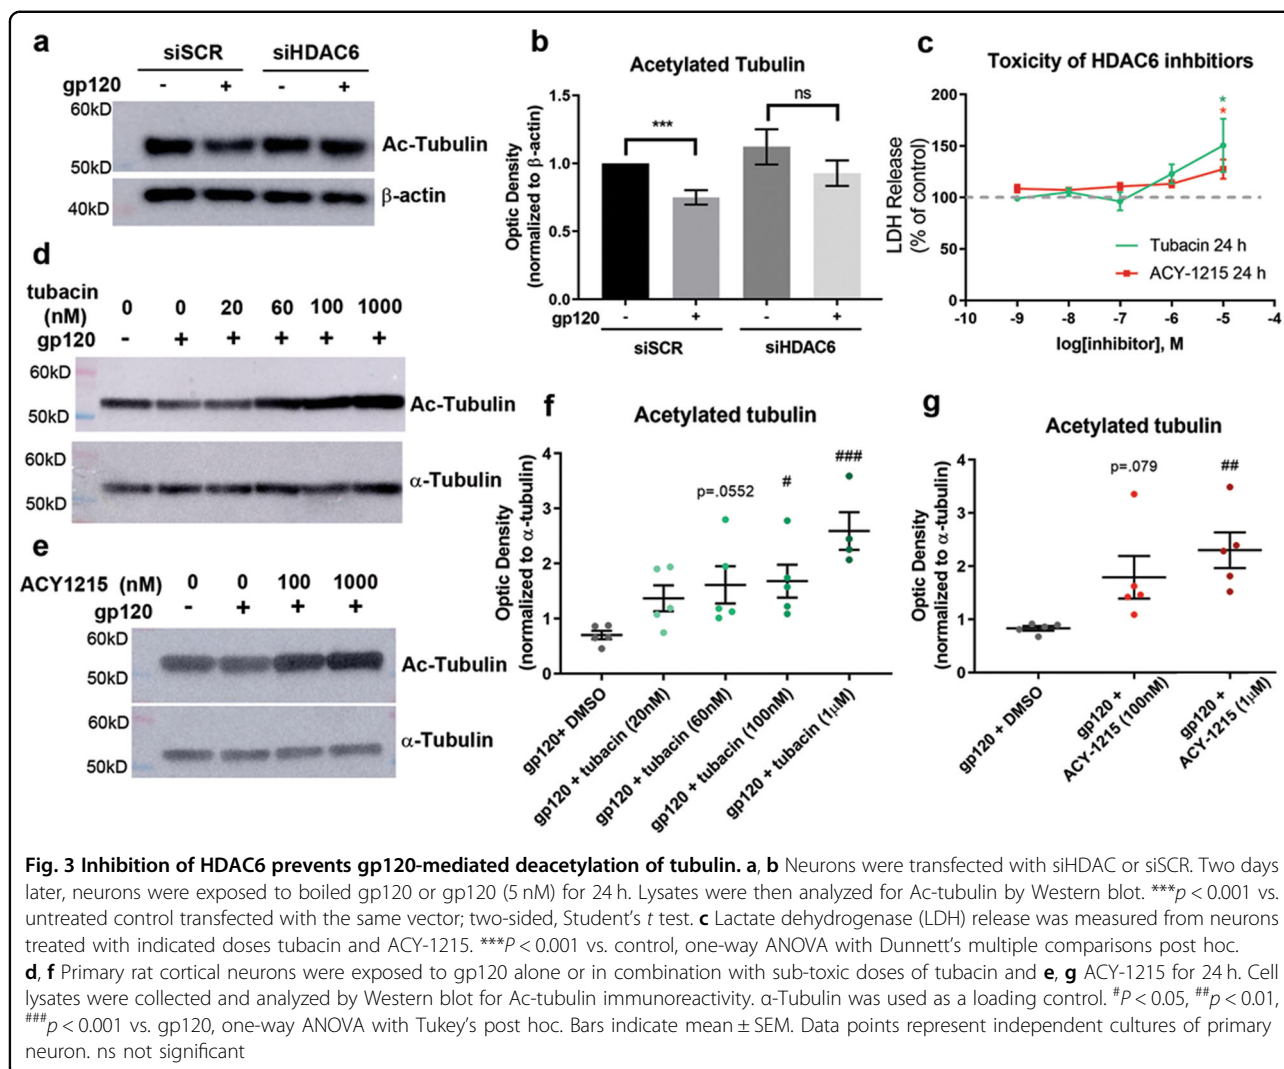 a
siSCR siHDAC6
gp120 - + - +
60kD
Ac-Tubulin
50kD
β-actin
40kD
b
Acetylated Tubulin
Optic Density
(normalized to β-actin)
1.5
1.0
0.5
0.0
*** ns
gp120 - + - +
siSCR siHDAC6
c
Toxicity of HDAC6 inhbitiors
LDH Release
(% of control)
200
150
100
50
0
*
*
Tubacin 24 h
ACY-1215 24 h
-10 -9 -8 -7 -6 -5 -4
log[inhibitor], M
d
tubacin
(nM)
0 0 20 60 100 1000
gp120 - + + + + +
60kD
Ac-Tubulin
50kD
60kD
α-Tubulin
50kD
e
ACY1215 (nM) 0 0 100 1000
gp120 - + + +
60kD
Ac-Tubulin
50kD
60kD
α-Tubulin
50kD
f
Acetylated tubulin
Optic Density
(normalized to α-tubulin)
4
3
2
1
0
p=.0552 # ###
gp120+ DMSO
gp120 + tubacin (20nM)
gp120 + tubacin (60nM)
gp120 + tubacin (100nM)
gp120 + tubacin (1μM)
g
Acetylated tubulin
Optic Density
(normalized to α-tubulin)
4
3
2
1
0
p=.079 ##
gp120 + DMSO
gp120 +
ACY-1215 (100nM)
gp120 +
ACY-1215 (1μM)
Fig. 3 Inhibition of HDAC6 prevents gp120-mediated deacetylation of tubulin. a, b Neurons were transfected with siHDAC or siSCR. Two days
later, neurons were exposed to boiled gp120 or gp120 (5 nM) for 24 h. Lysates were then analyzed for Ac-tubulin by Western blot. ***p < 0.001 vs.
untreated control transfected with the same vector; two-sided, Student's t test. c Lactate dehydrogenase (LDH) release was measured from neurons
treated with indicated doses tubacin and ACY-1215. ***P < 0.001 vs. control, one-way ANOVA with Dunnett's multiple comparisons post hoc.
d, f Primary rat cortical neurons were exposed to gp120 alone or in combination with sub-toxic doses of tubacin and e, g ACY-1215 for 24 h. Cell
lysates were collected and analyzed by Western blot for Ac-tubulin immunoreactivity. α-Tubulin was used as a loading control. #P < 0.05, ##p < 0.01,
###p < 0.001 vs. gp120, one-way ANOVA with Tukey's post hoc. Bars indicate mean ± SEM. Data points represent independent cultures of primary
neuron. ns not significant